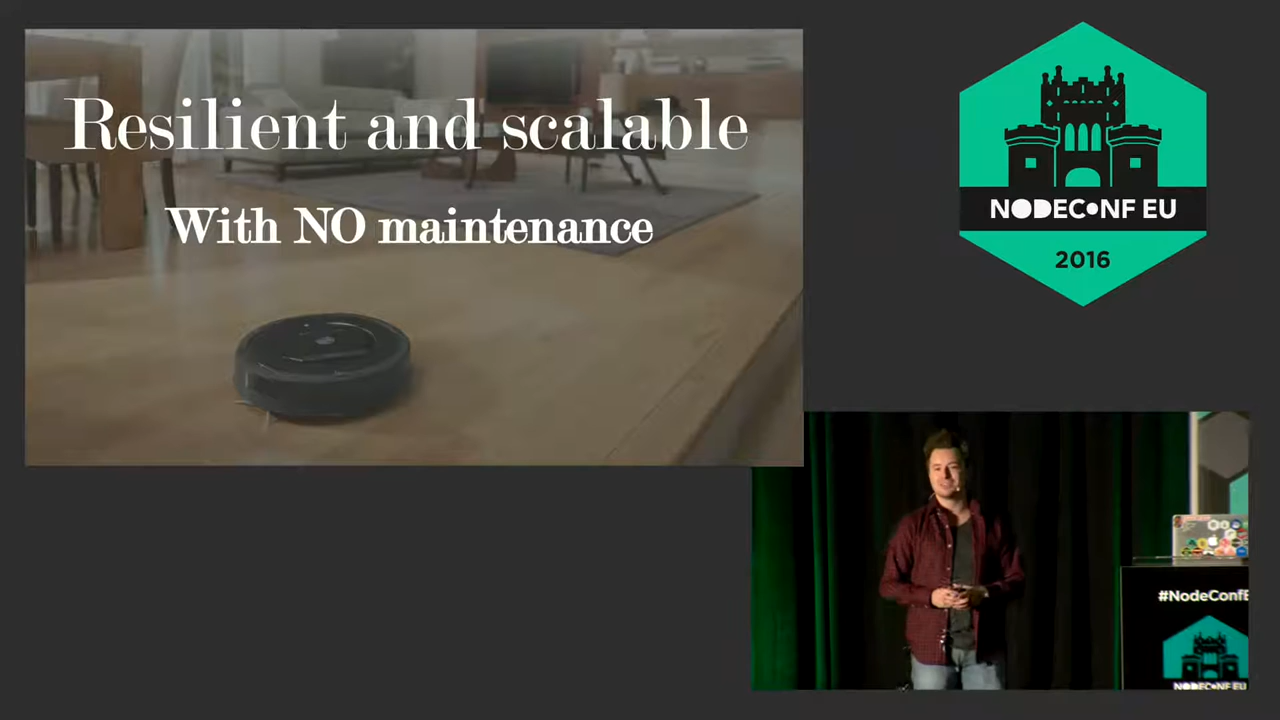 Resilient and scalable
With NO maintenance
NODECONF EU
2016
#NodeConfE
NODECONF EU